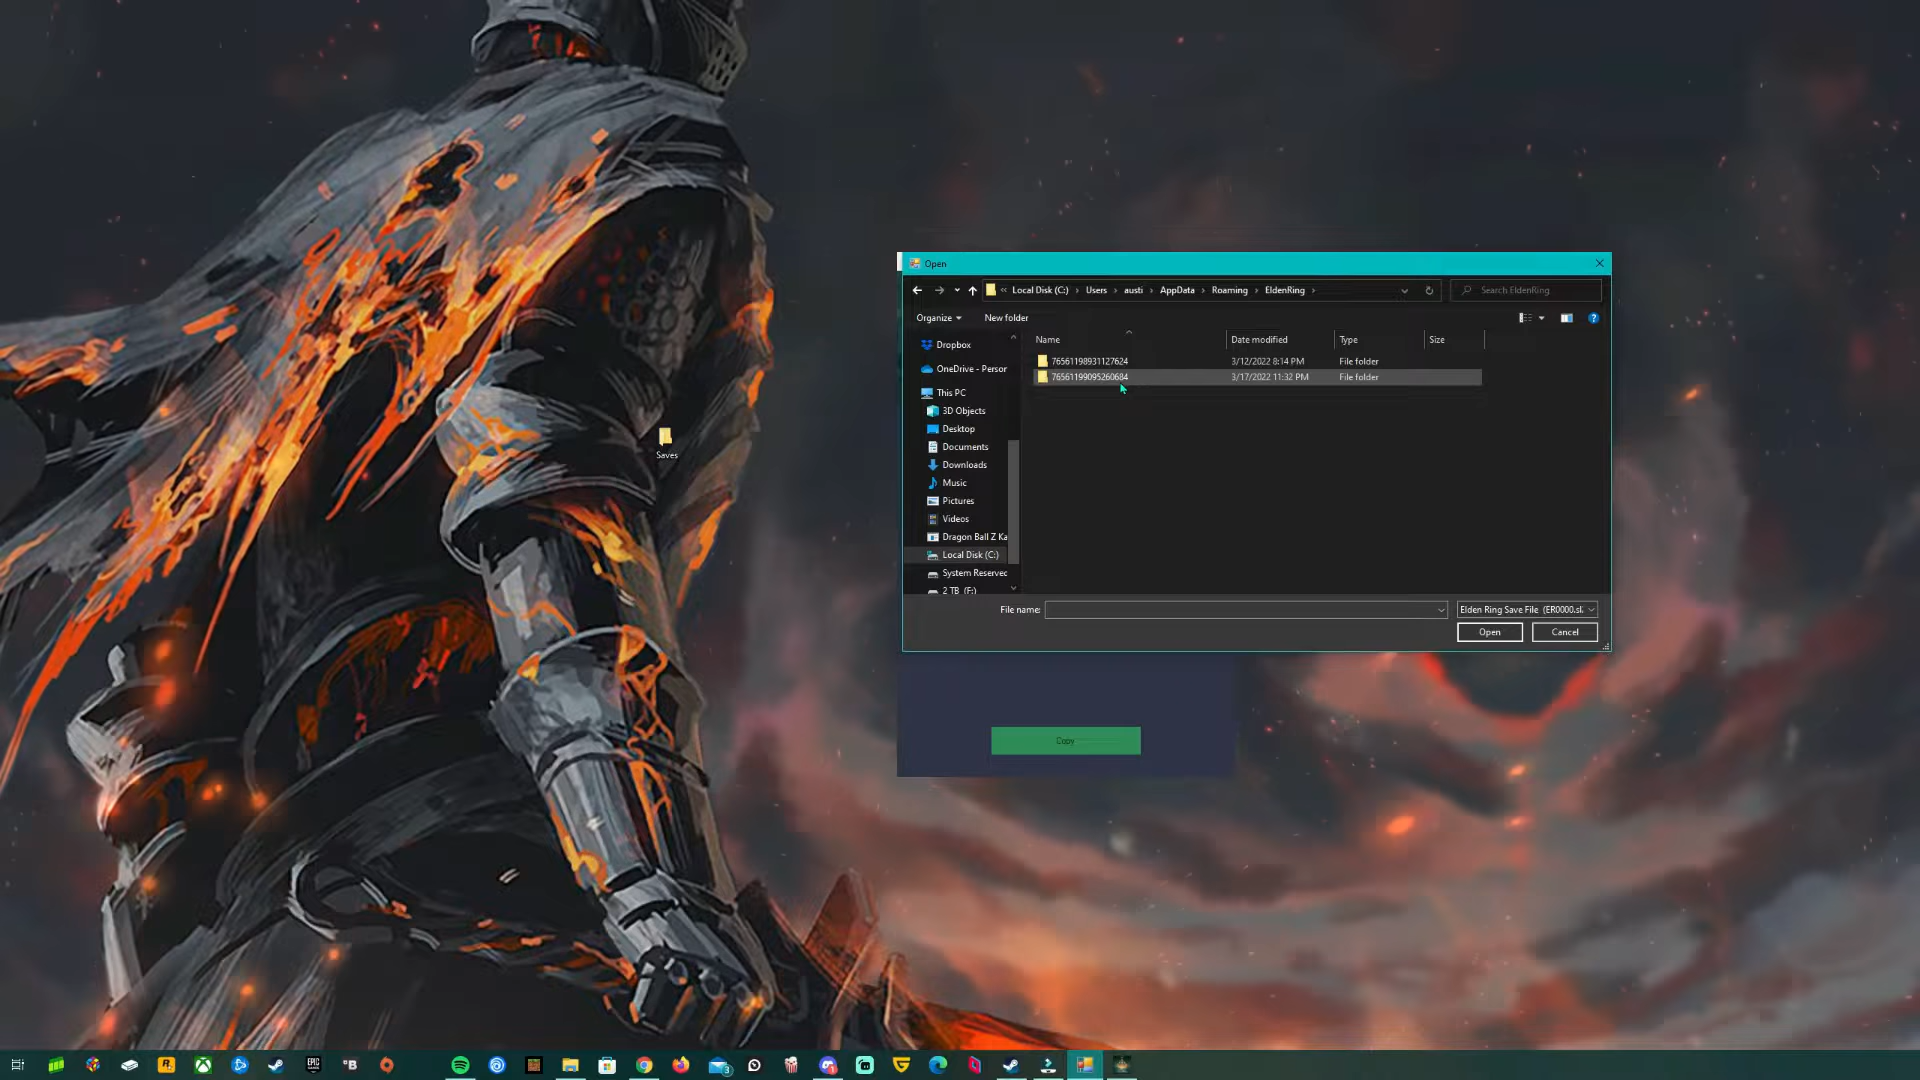 Open
Local Disk (C:) Users austi AppData Roaming EldenRing
Search EldenRing
Organize
New folder
Name
Date modified
Type
Size
Dropbox
OneDrive - Persor
This PC
3D Objects
Desktop
Documents
Downloads
Music
Pictures
Videos
Dragon Ball Z Ka
Local Disk (C:)
System Reservec
2 TB (F:)
76561198931127624 3/12/2022 8:14 PM File folder
76561199095260684 3/17/2022 11:32 PM File folder
File name:
Elden Ring Save File (ER0000.sl
Open
Cancel
Saves
Copy
EPIC
GAMES
B
3